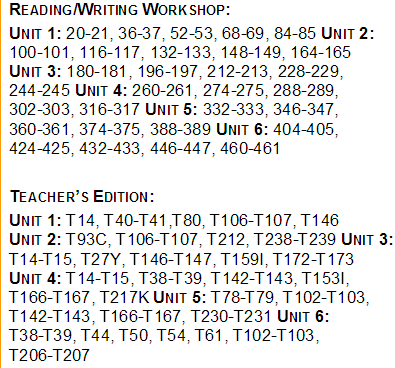 READING/WRITING WORKSHOP:
UNIT 1: 20-21, 36-37, 52-53, 68-69, 84-85 UNIT 2:
100-101, 116-117, 132-133, 148-149, 164-165
UNIT 3: 180-181, 196-197, 212-213, 228-229,
244-245 UNIT 4: 260-261, 274-275, 288-289,
302-303, 316-317 UNIT 5: 332-333, 346-347,
360-361, 374-375, 388-389 UNIT 6: 404-405,
424-425, 432-433, 446-447, 460-461
TEACHER'S EDITION:
UNIT 1: T14, T40-T41,T80, T106-T107, T146
UNIT 2: T93C, T106-T107, T212, T238-T239 UNIT 3:
T14-T15, T27Y, T146-T147, T159I, T172-T173
UNIT 4: T14-T15, T38-T39, T142-T143, T153I,
T166-T167, T217K UNIT 5: T78-T79, T102-T103,
T142-T143, T166-T167, T230-T231 UNIT 6:
T38-T39, T44, T50, T54, T61, T102-T103,
T206-T207